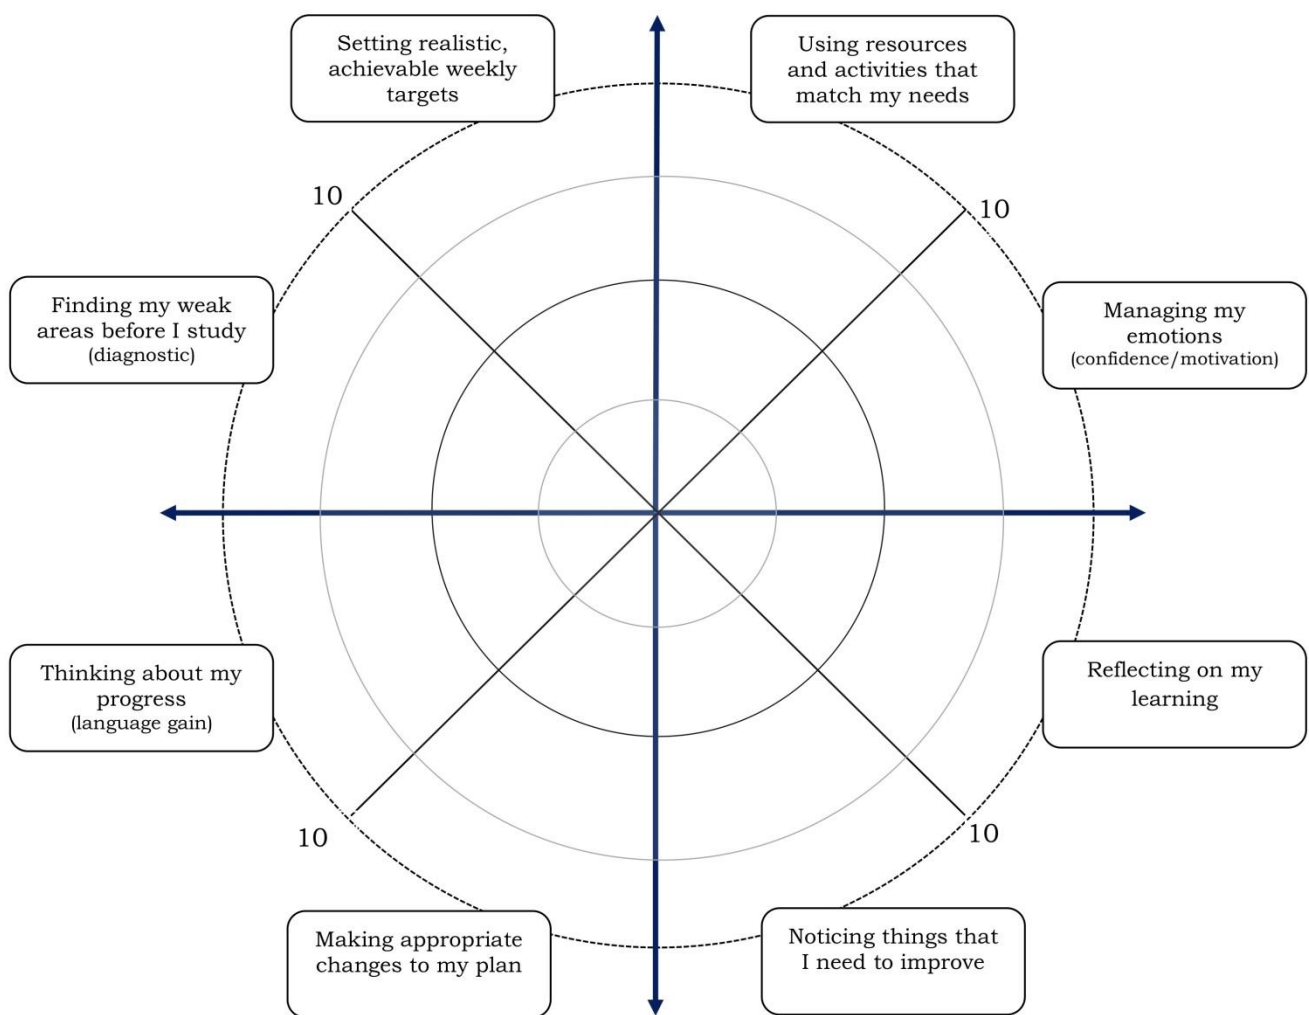 Setting realistic,
achievable weekly
targets
Using resources
and activities that
match my needs
10
10
Finding my weak
areas before I study
(diagnostic)
Managing my
emotions
(confidence/motivation)
Thinking about my
progress
(language gain)
Reflecting on my
learning
10
10
Making appropriate
changes to my plan
Noticing things that
I need to improve